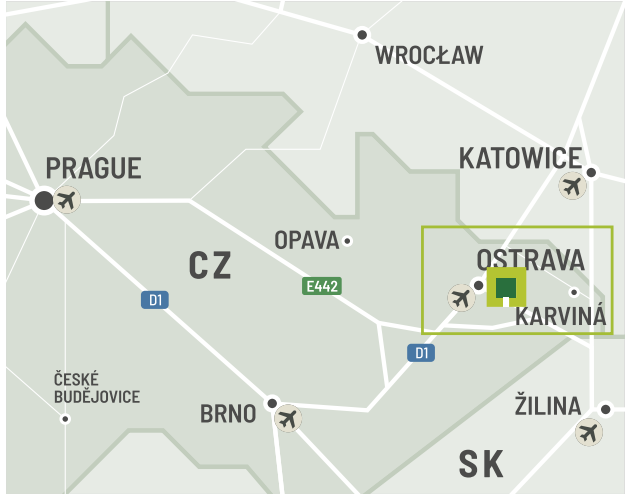 WROCŁAW
KATOWICE
PRAGUE
OPAVA
CZ
OSTRAVA
E442
D1
KARVINÁ
D1
ČESKÉ
BUDĚJOVICE
BRNO
ŽILINA
SK